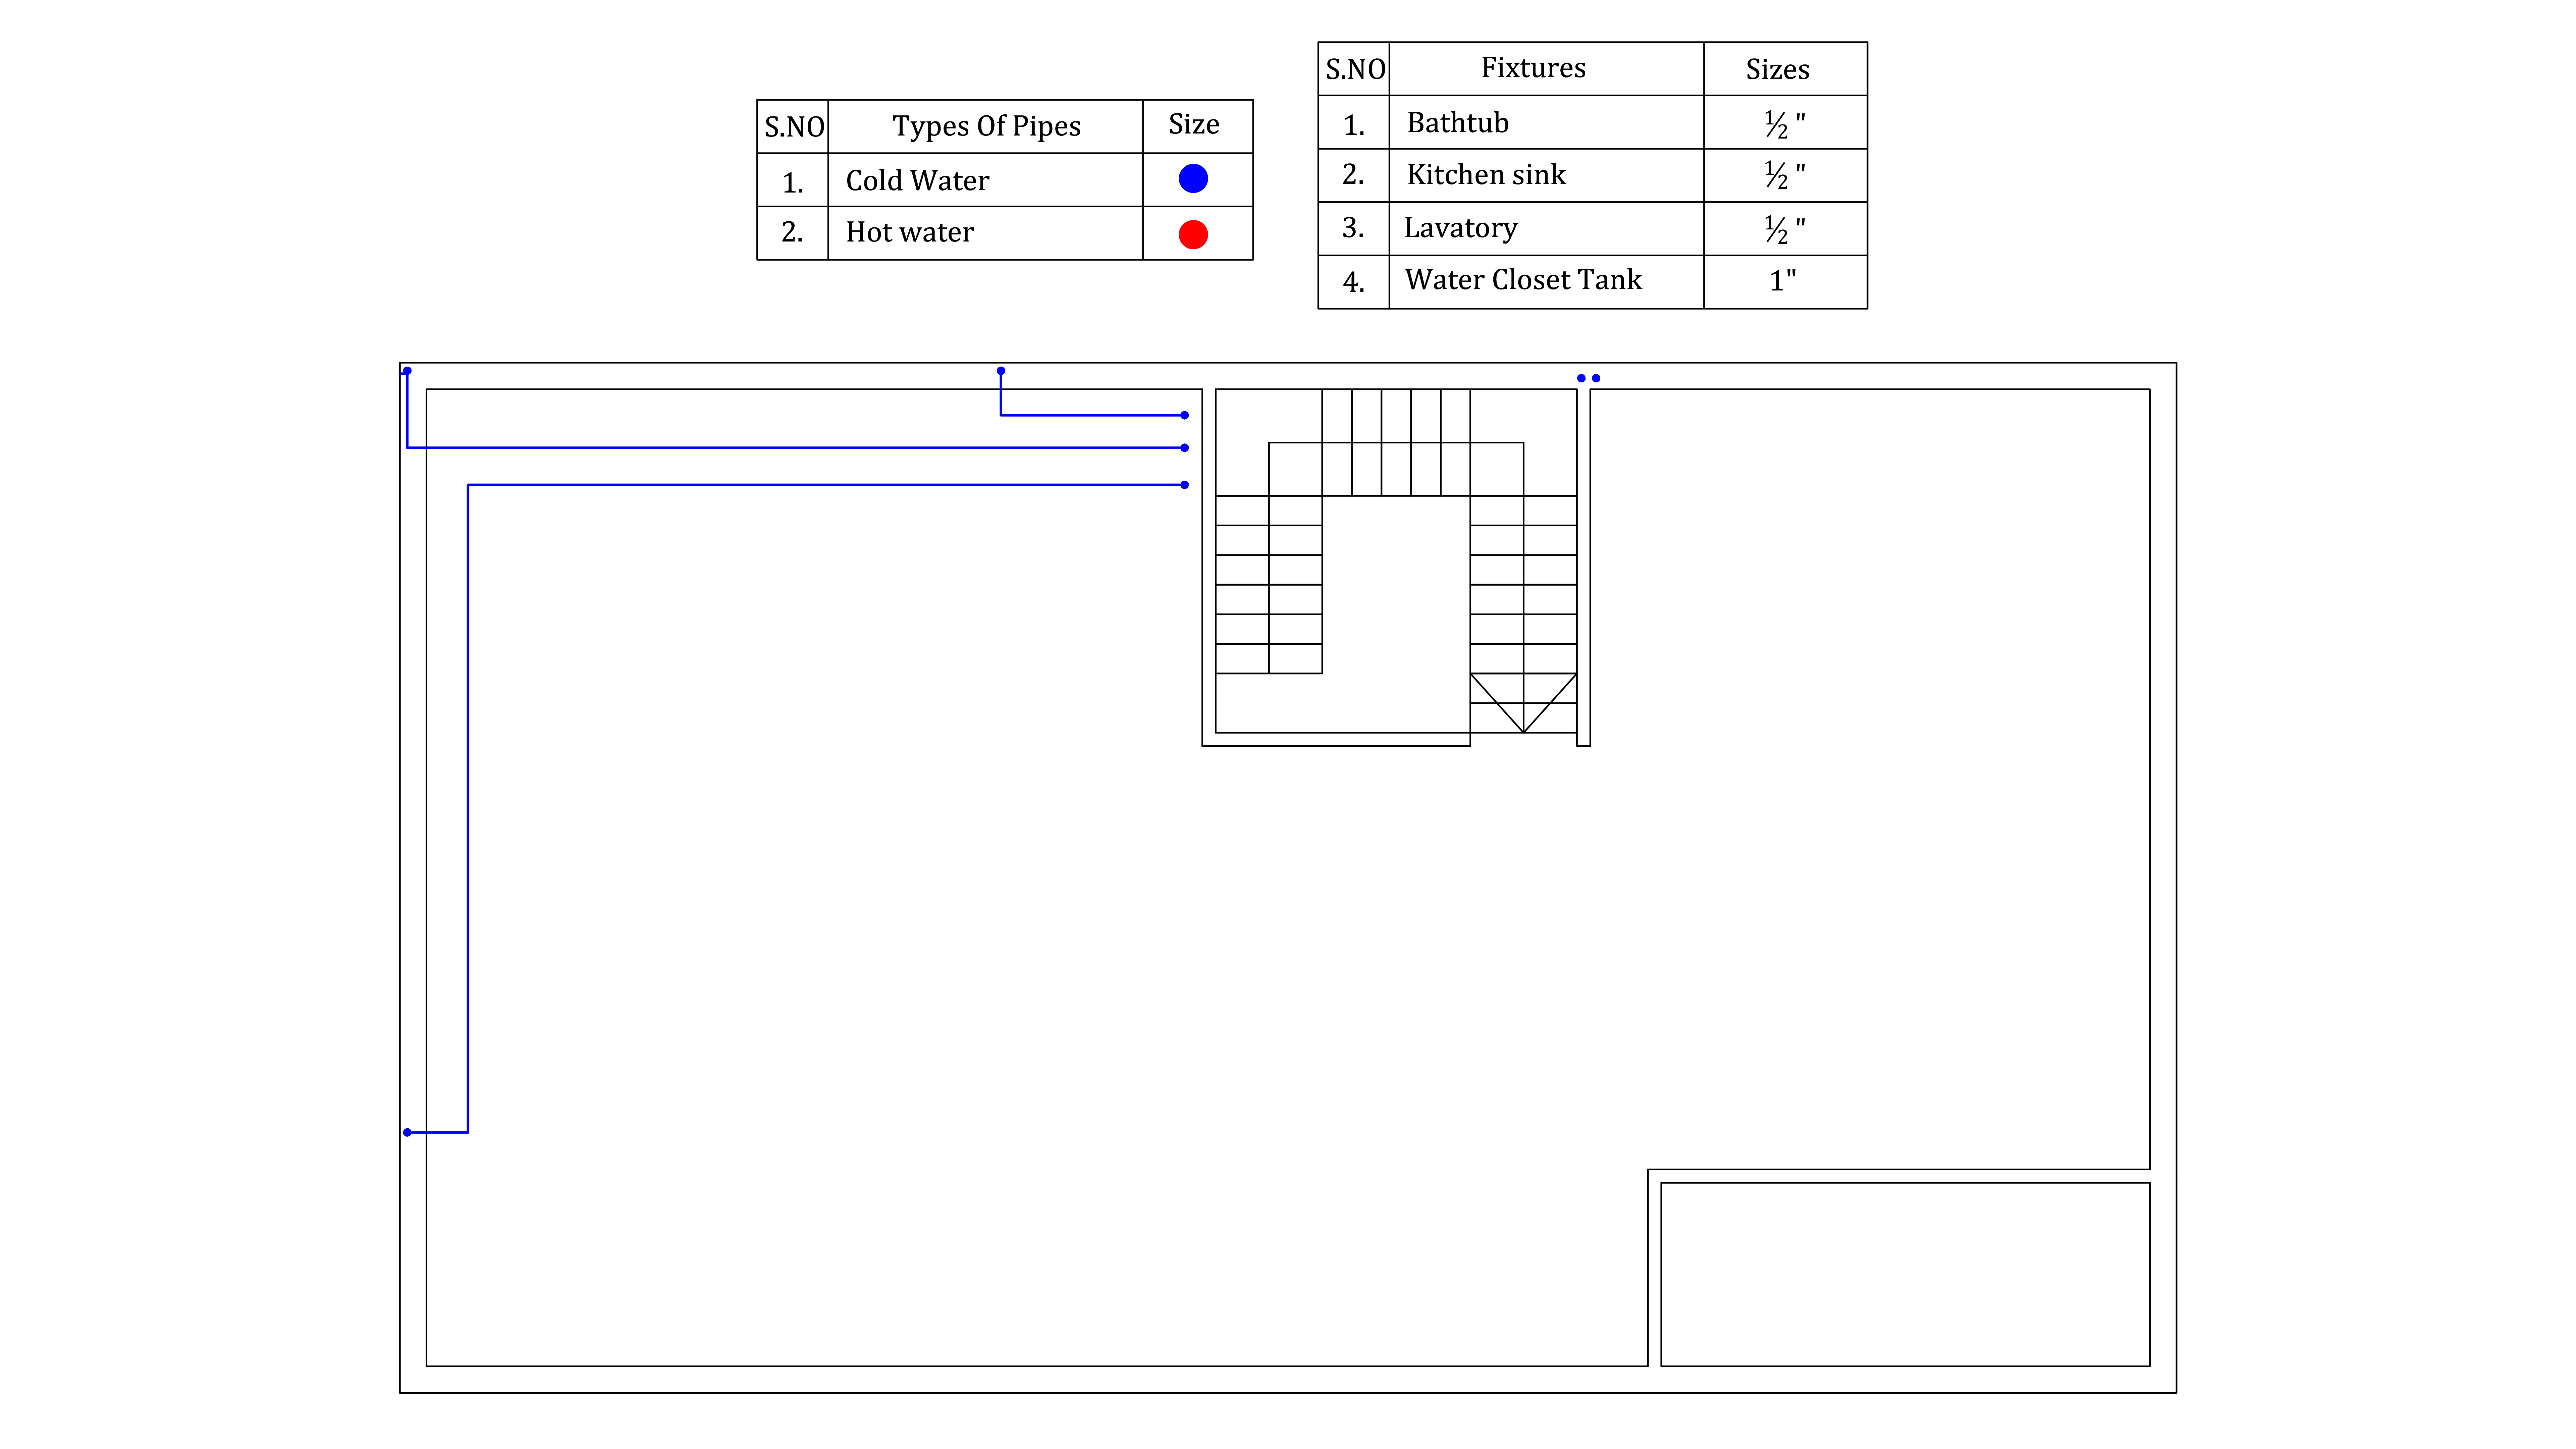 S.NO Types Of Pipes Size
1. Cold Water
2. Hot water
S.NO Fixtures Sizes
1. Bathtub ½ "
2. Kitchen sink ½ "
3. Lavatory ½ "
4. Water Closet Tank 1"